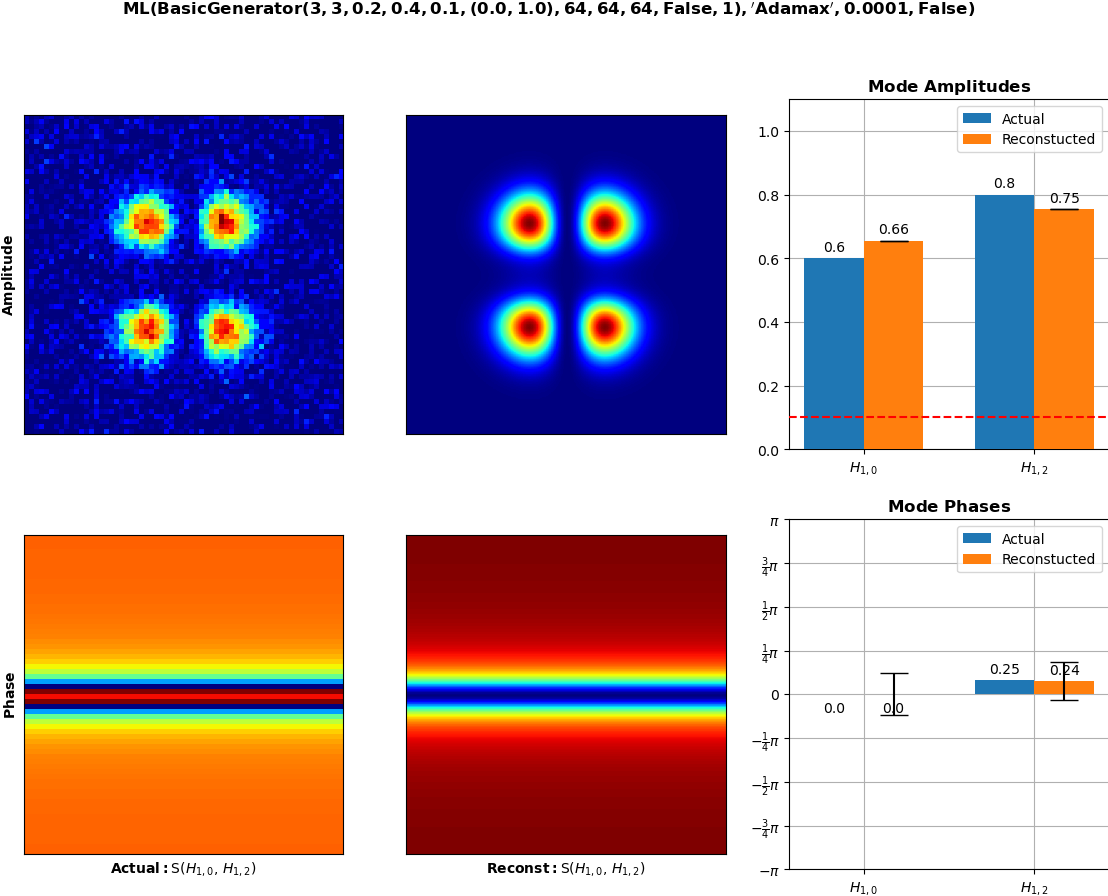 ML(BasicGenerator(3, 3, 0.2, 0.4, 0.1, (0.0, 1.0), 64, 64, 64, False, 1), ′Adamax′, 0.0001, False)
Amplitude
Mode Amplitudes
Actual
Reconstucted
1.0
0.8
0.6
0.4
0.2
0.0
0.6
0.66
0.8
0.75
H1, 0
H1, 2
Phase
Actual: S(H1, 0, H1, 2)
Reconst: S(H1, 0, H1, 2)
Mode Phases
Actual
Reconstucted
π
3/4π
1/2π
1/4π
0
−1/4π
−1/2π
−3/4π
−π
0.0
0.0
0.25
0.24
H1, 0
H1, 2